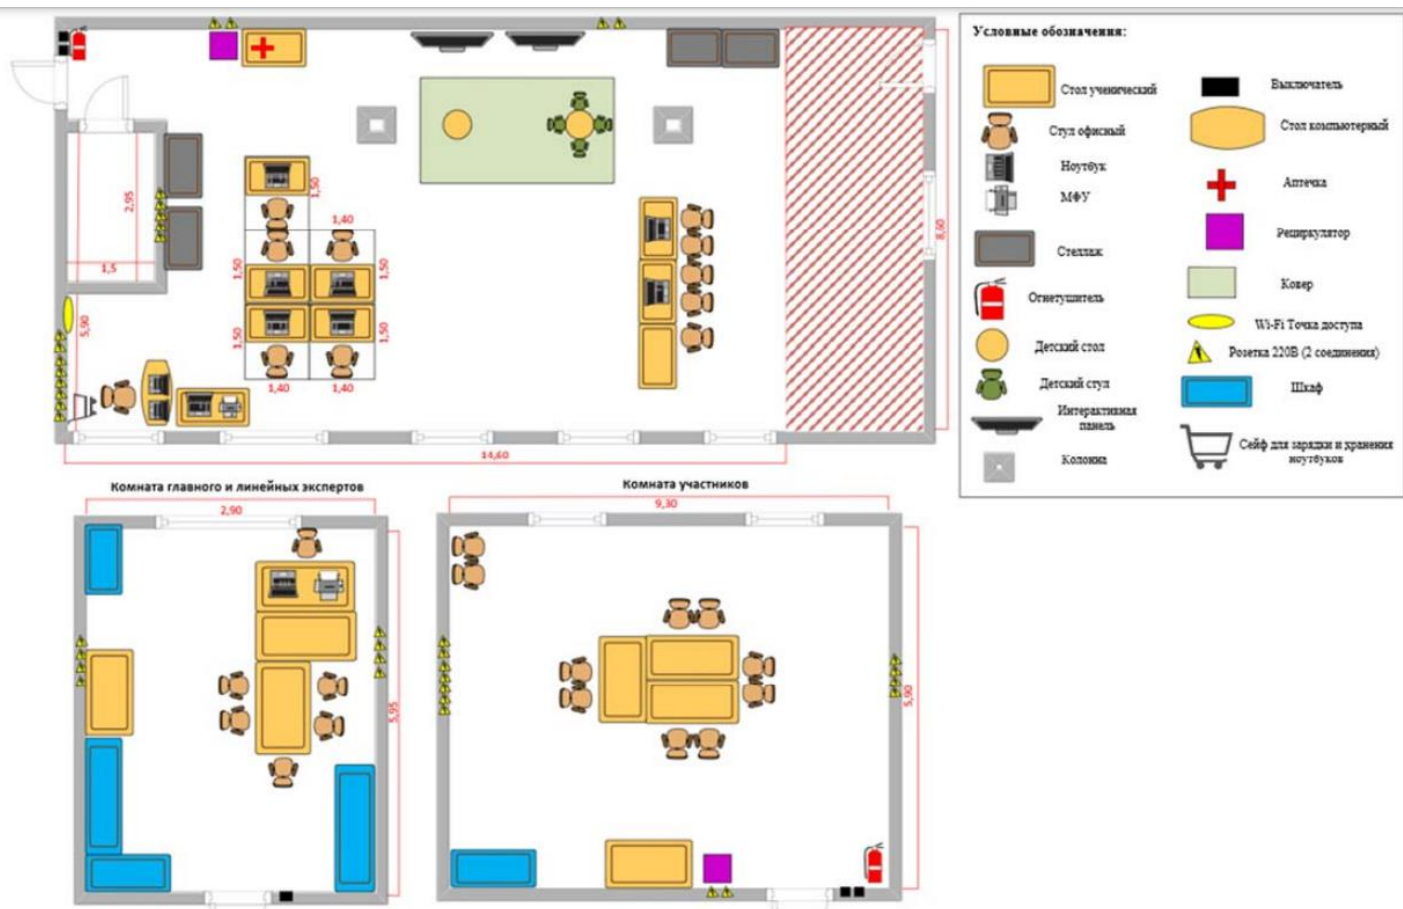 Условные обозначения:
Стол ученический
Стул офисный
Ноутбук
МФУ
Стеллаж
Огнетушитель
Детский стол
Детский стул
Интерактивная
панель
Колонна
Выключатель
Стол компьютерный
Аптечка
Рециркулятор
Ковер
Wi-Fi Точка доступа
Розетка 220В (2 соединения)
Шкаф
Сейф для зарядки и хранения
ноутбуков
2,95
1,5
5,90
1,50
1,40
1,50
1,50
1,50
1,50
1,40
1,40
8,60
14,60
Комната главного и линейных экспертов
2,90
5,95
Комната участников
9,30
5,90